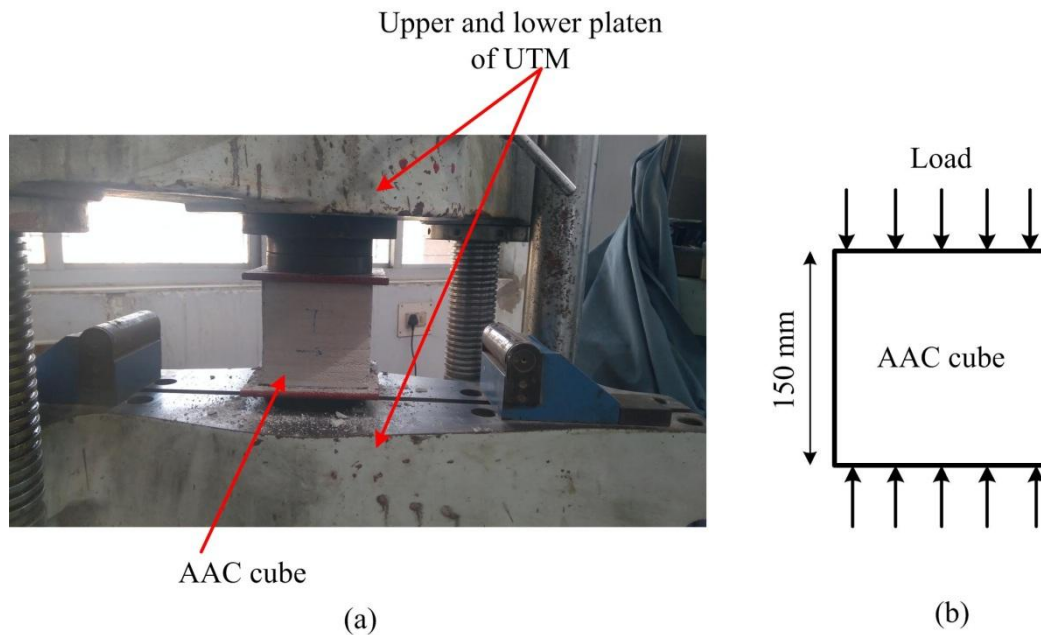 Upper and lower platen
of UTM
Load
150 mm
AAC cube
AAC cube
(a)
(b)